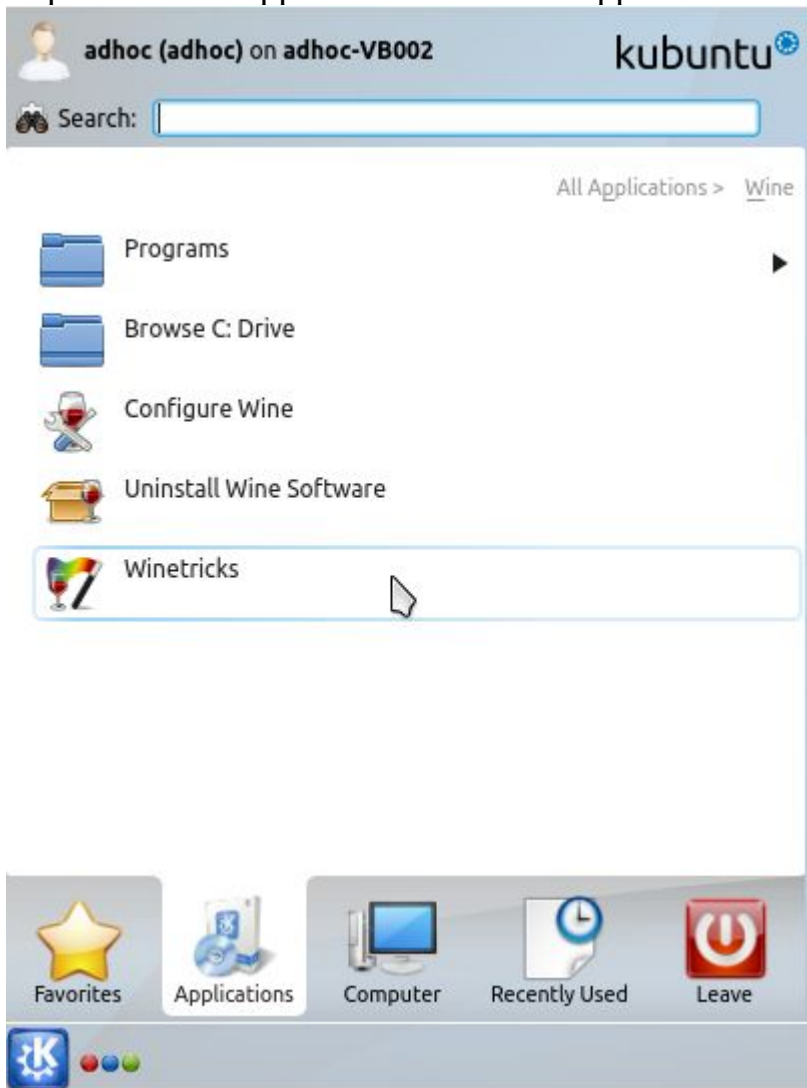 adhoc (adhoc) on adhoc-VB002
kubuntu
Search:
All Applications > Wine
Programs
Browse C: Drive
Configure Wine
Uninstall Wine Software
Winetricks
Favorites
Applications
Computer
Recently Used
Leave